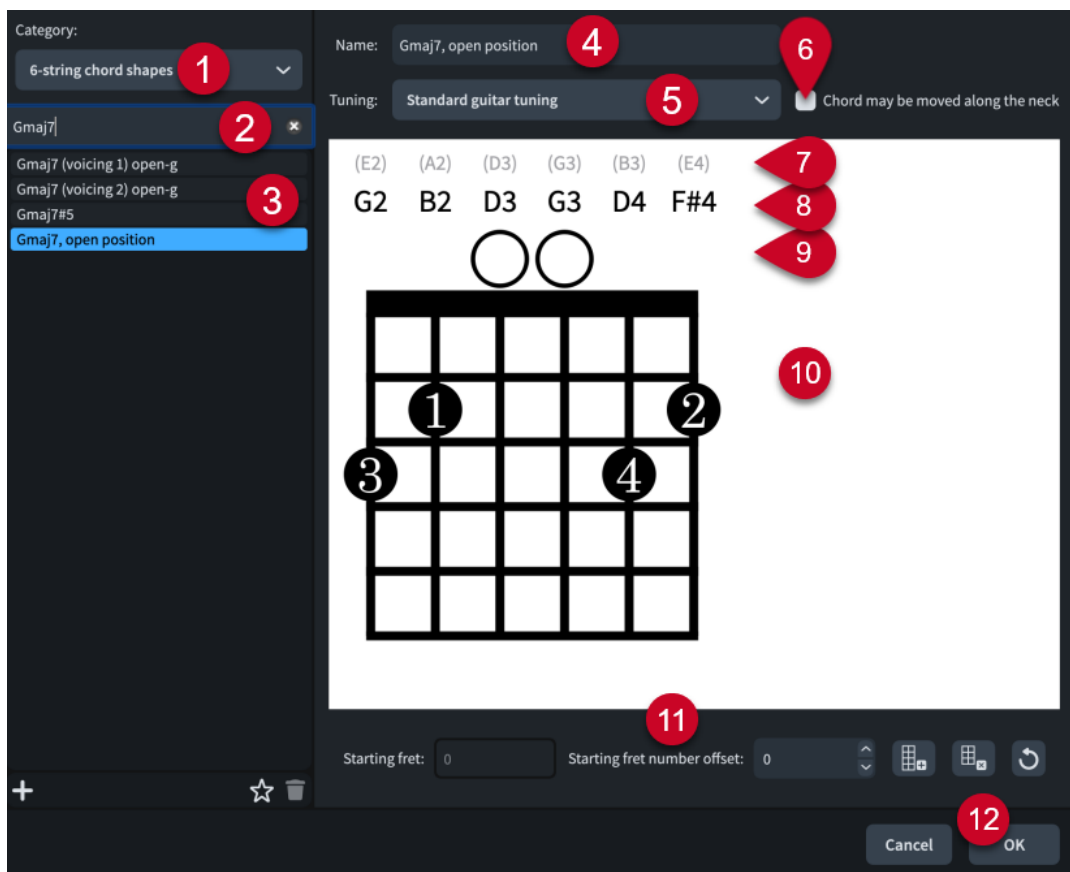 Category:
6-string chord shapes 1
Gmaj7 2
Gmaj7 (voicing 1) open-g
Gmaj7 (voicing 2) open-g
3
Gmaj7#5
Gmaj7, open position
Name: Gmaj7, open position 4
6
Tuning: Standard guitar tuning 5
Chord may be moved along the neck
(E2) (A2) (D3) (G3) (B3) (E4) 7
G2 B2 D3 G3 D4 F#4 8
9
10
1 2
3 4
11
Starting fret: 0 Starting fret number offset: 0
12
Cancel OK